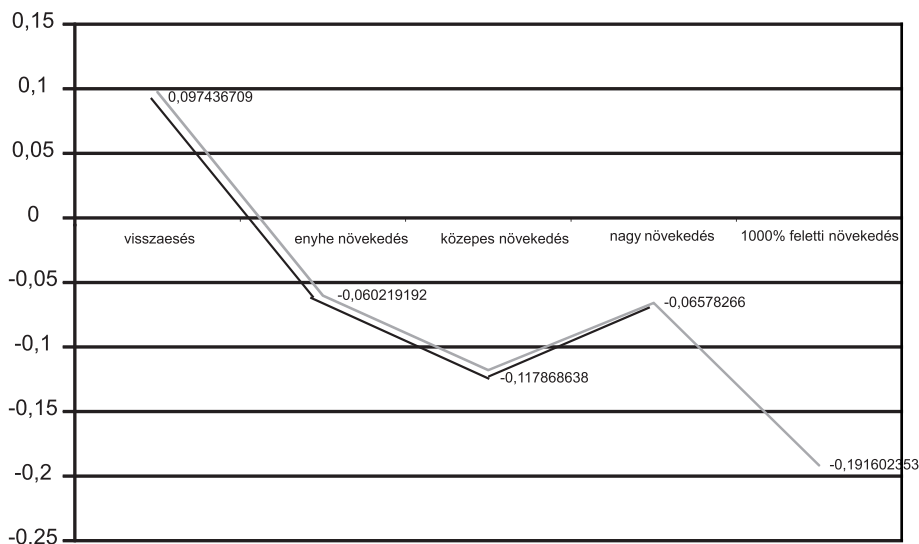 0,15
0,1
0,097436709
0,05
0
visszaesés
enyhe növekedés
közepes növekedés
nagy növekedés
1000% feletti növekedés
-0,05
-0,060219192
-0,06578266
-0,1
-0,117868638
-0,15
-0,191602353
-0,2
-0.25